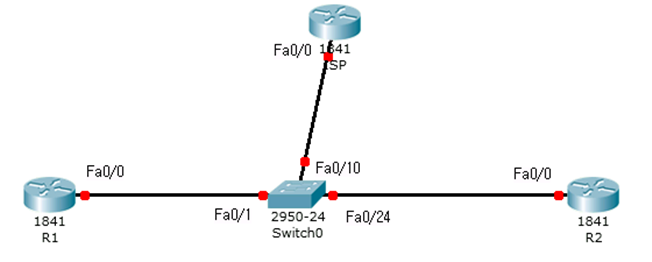 Fa0/0
1841
ISP
Fa0/0
Fa0/10
Fa0/0
1841
R1
Fa0/1
2950-24
Switch0
Fa0/24
1841
R2